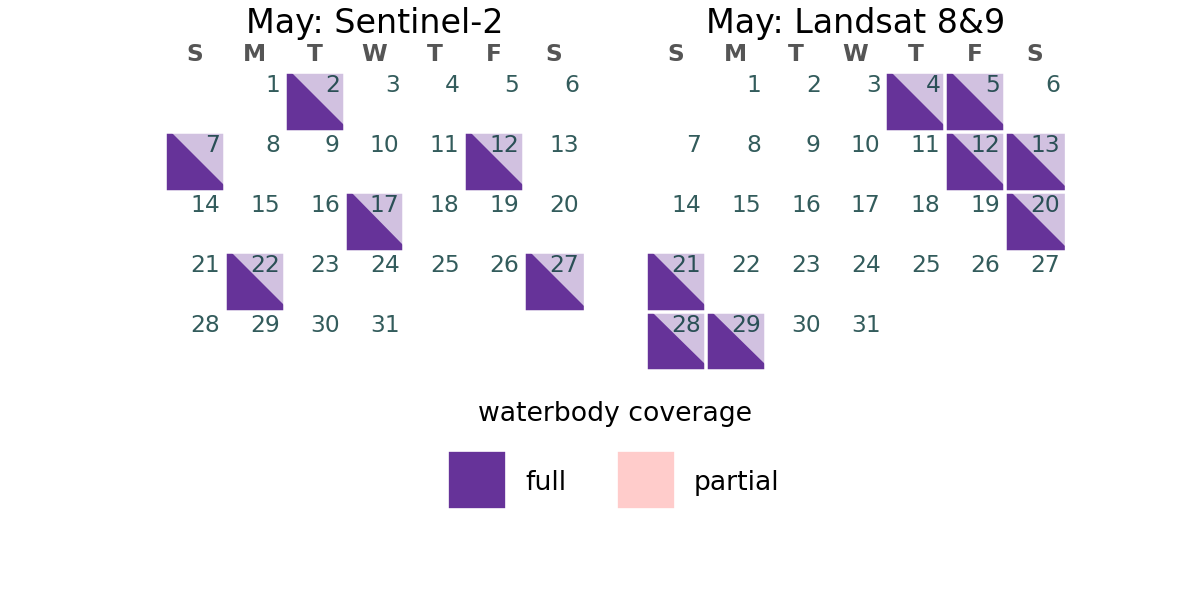 May: Sentinel-2
S M T W T F S
1 2 3 4 5 6
7 8 9 10 11 12 13
14 15 16 17 18 19 20
21 22 23 24 25 26 27
28 29 30 31
May: Landsat 8&9
S M T W T F S
1 2 3 4 5 6
7 8 9 10 11 12 13
14 15 16 17 18 19 20
21 22 23 24 25 26 27
28 29 30 31
waterbody coverage
full
partial